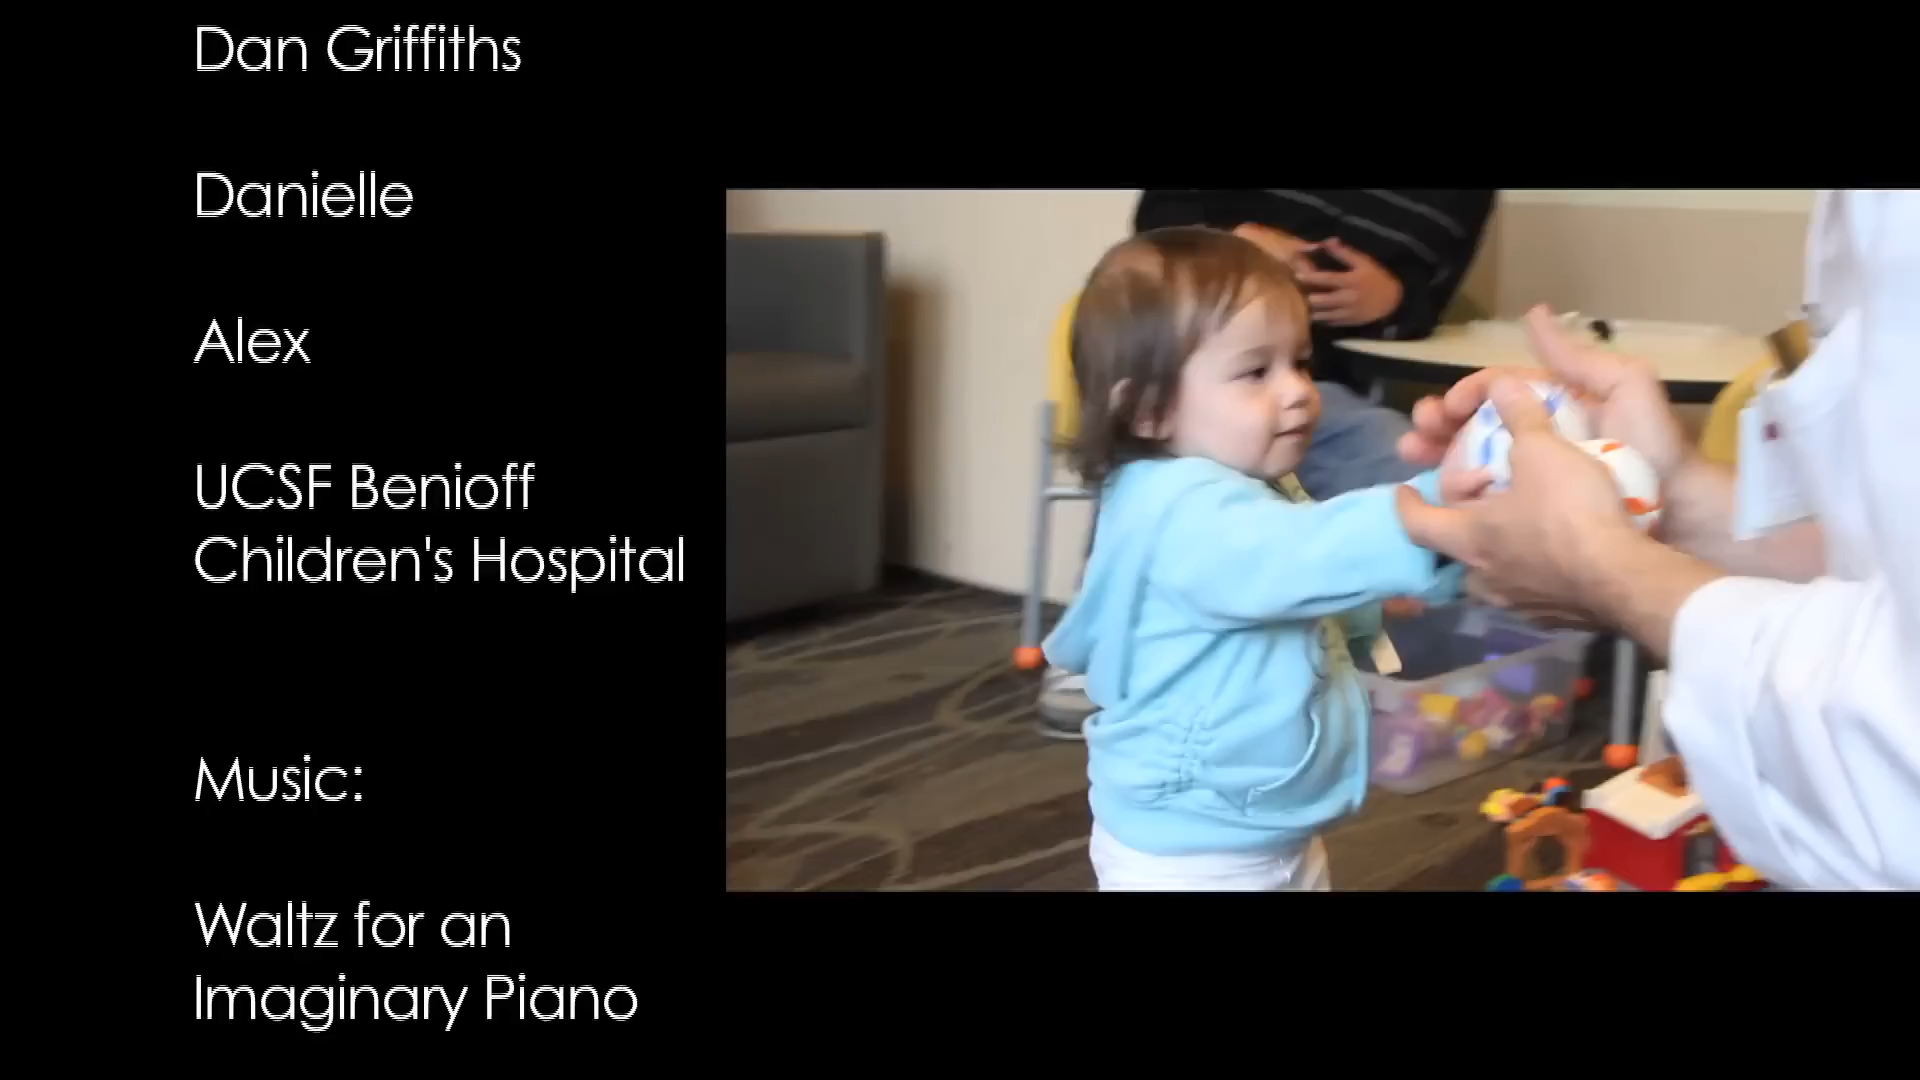 Dan Griffiths
Danielle
Alex
UCSF Benioff
Children's Hospital
Music:
Waltz for an
Imaginary Piano